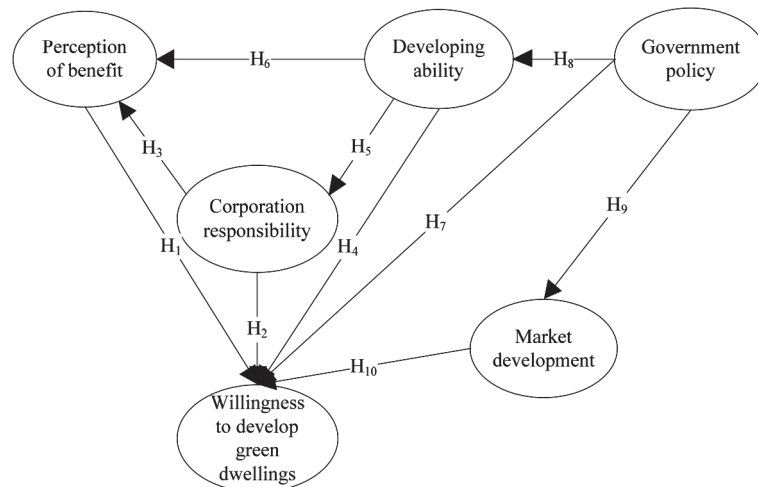 Perception
of benefit
H₆
Developing
ability
H₈
Government
policy
H₃
H₅
Corporation
responsibility
H₁
H₄
H₇
H₉
H₂
Market
development
H₁₀
Willingness
to develop
green
dwellings